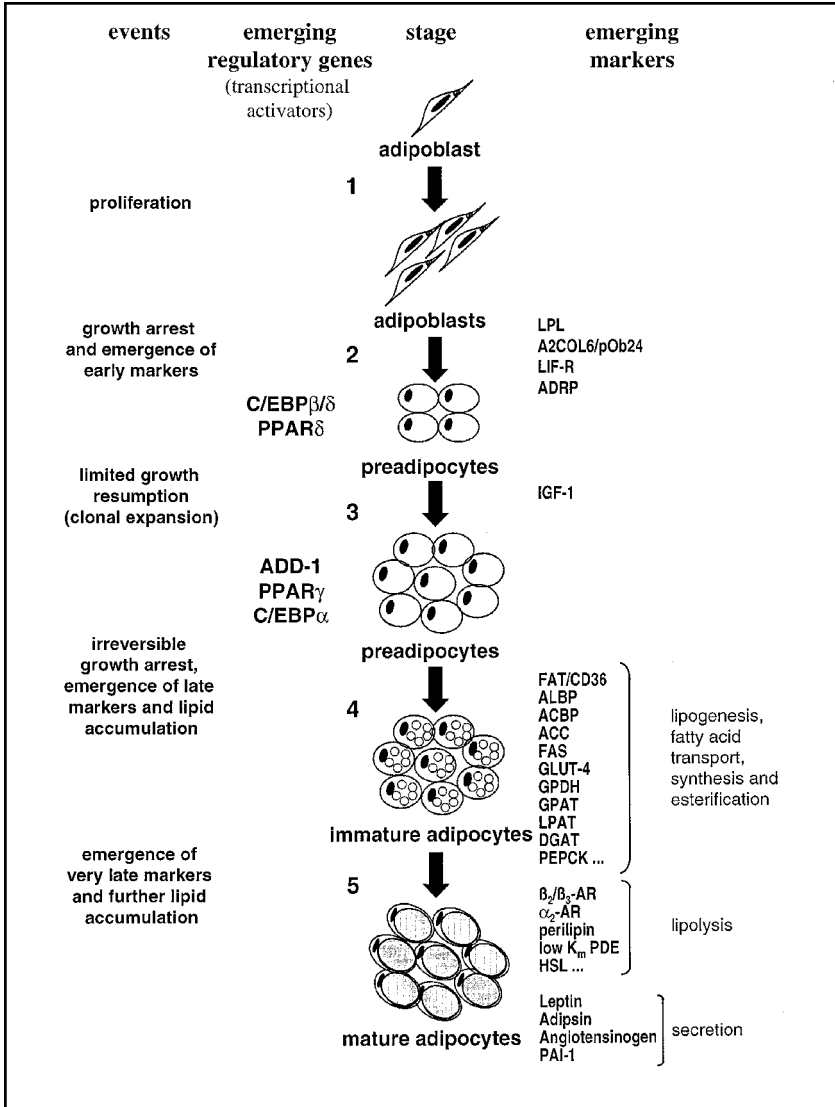 events
emerging
regulatory genes
(transcriptional
activators)
stage
emerging
markers
adipoblast
1
proliferation
adipoblasts
growth arrest
and emergence of
early markers
2
LPL
A2COL6/pOb24
LIF-R
ADRP
C/EBPβ/δ
PPARδ
preadipocytes
limited growth
resumption
(clonal expansion)
3
IGF-1
ADD-1
PPARγ
C/EBPα
preadipocytes
irreversible
growth arrest,
emergence of late
markers and lipid
accumulation
4
FAT/CD36
ALBP
ACBP
ACC
FAS
GLUT-4
GPDH
GPAT
LPAT
DGAT
PEPCK ...
lipogenesis,
fatty acid
transport,
synthesis and
esterification
immature adipocytes
emergence of
very late markers
and further lipid
accumulation
5
ß₂/ß₃-AR
α₂-AR
perilipin
low Kₘ PDE
HSL ...
lipolysis
mature adipocytes
Leptin
Adipsin
Angiotensinogen
PAI-1
secretion